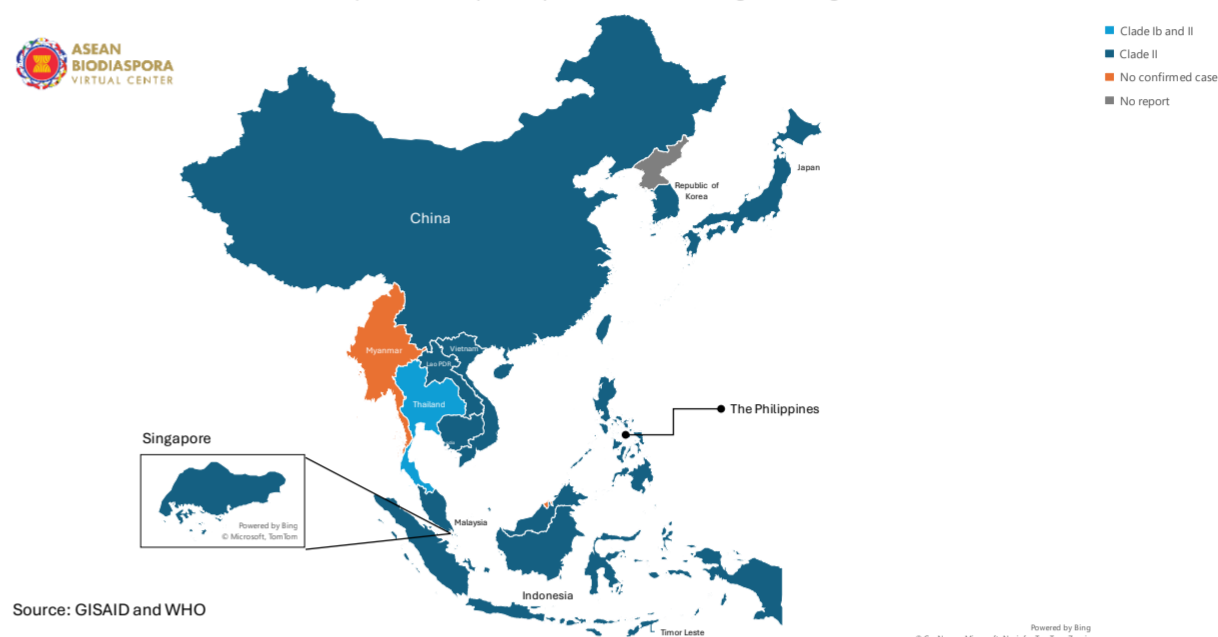 ASEAN
BIODIASPORA
VIRTUAL CENTER
Clade Ib and II
Clade II
No confirmed case
No report
Japan
Republic of
Korea
China
Myanmar
Vietnam
Lao PDR
Thailand
The Philippines
Singapore
Powered by Bing
© Microsoft, TomTom
Malaysia
Indonesia
Source: GISAID and WHO
Timor Leste
Powered by Bing